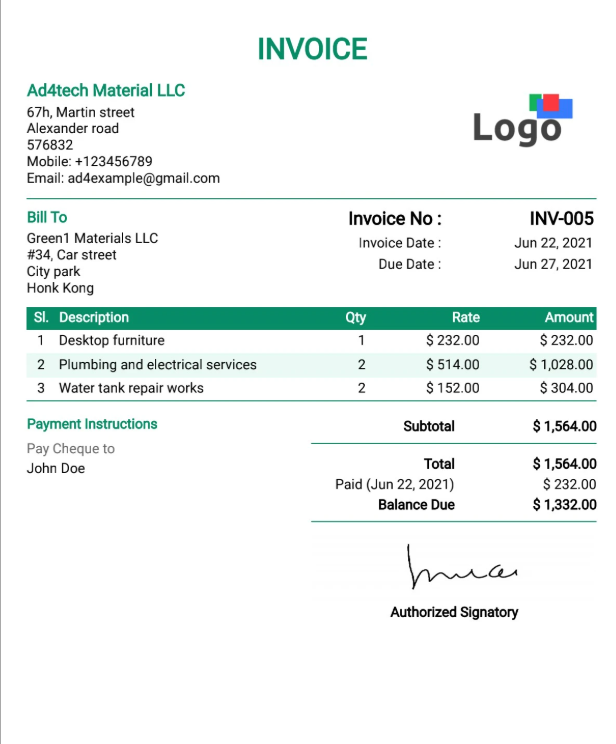 INVOICE
Ad4tech Material LLC
67h, Martin street
Alexander road
576832
Mobile: +123456789
Email: ad4example@gmail.com
Logo
Bill To
Green1 Materials LLC
#34, Car street
City park
Honk Kong
Invoice No : INV-005
Invoice Date : Jun 22, 2021
Due Date : Jun 27, 2021
Sl. Description Qty Rate Amount
1 Desktop furniture 1 $ 232.00 $ 232.00
2 Plumbing and electrical services 2 $ 514.00 $ 1,028.00
3 Water tank repair works 2 $ 152.00 $ 304.00
Payment Instructions
Pay Cheque to
John Doe
Subtotal $ 1,564.00
Total $ 1,564.00
Paid (Jun 22, 2021) $ 232.00
Balance Due $ 1,332.00
Authorized Signatory